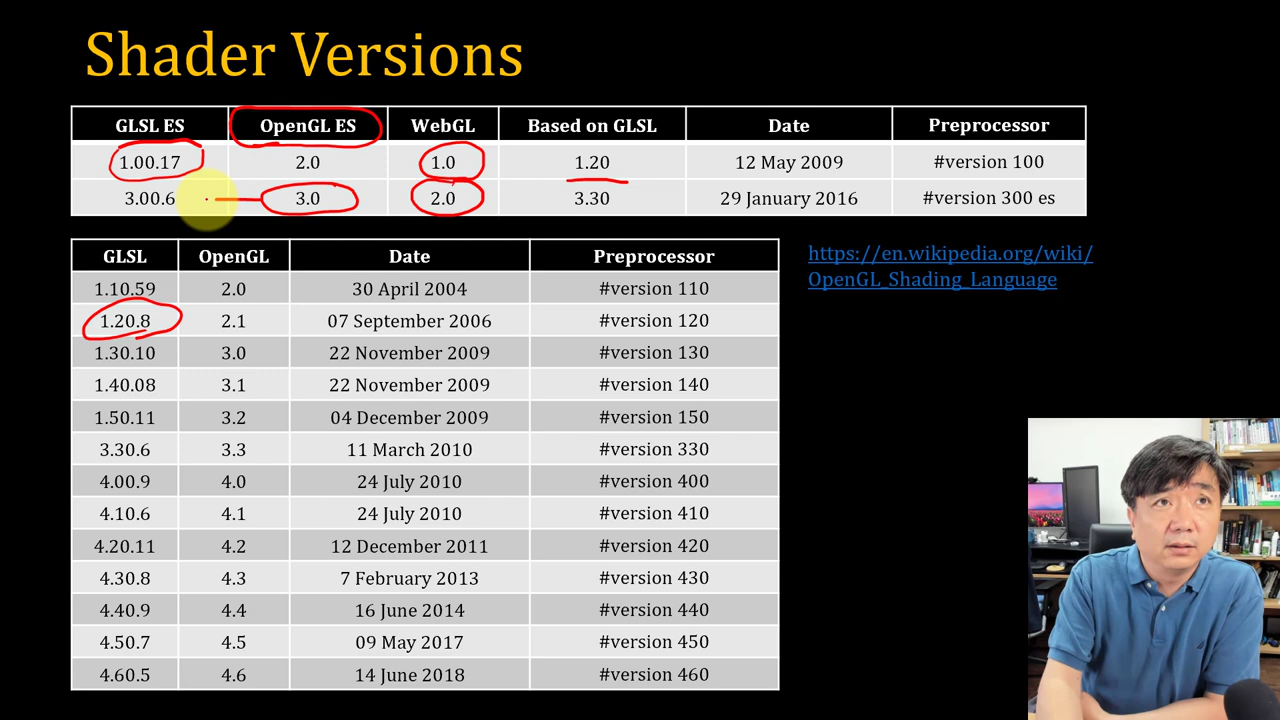 Shader Versions
GLSL ES OpenGL ES WebGL Based on GLSL Date Preprocessor
1.00.17 2.0 1.0 1.20 12 May 2009 #version 100
3.00.6 3.0 2.0 3.30 29 January 2016 #version 300 es
GLSL OpenGL Date Preprocessor
1.10.59 2.0 30 April 2004 #version 110
1.20.8 2.1 07 September 2006 #version 120
1.30.10 3.0 22 November 2009 #version 130
1.40.08 3.1 22 November 2009 #version 140
1.50.11 3.2 04 December 2009 #version 150
3.30.6 3.3 11 March 2010 #version 330
4.00.9 4.0 24 July 2010 #version 400
4.10.6 4.1 24 July 2010 #version 410
4.20.11 4.2 12 December 2011 #version 420
4.30.8 4.3 7 February 2013 #version 430
4.40.9 4.4 16 June 2014 #version 440
4.50.7 4.5 09 May 2017 #version 450
4.60.5 4.6 14 June 2018 #version 460
https://en.wikipedia.org/wiki/
OpenGL_Shading_Language